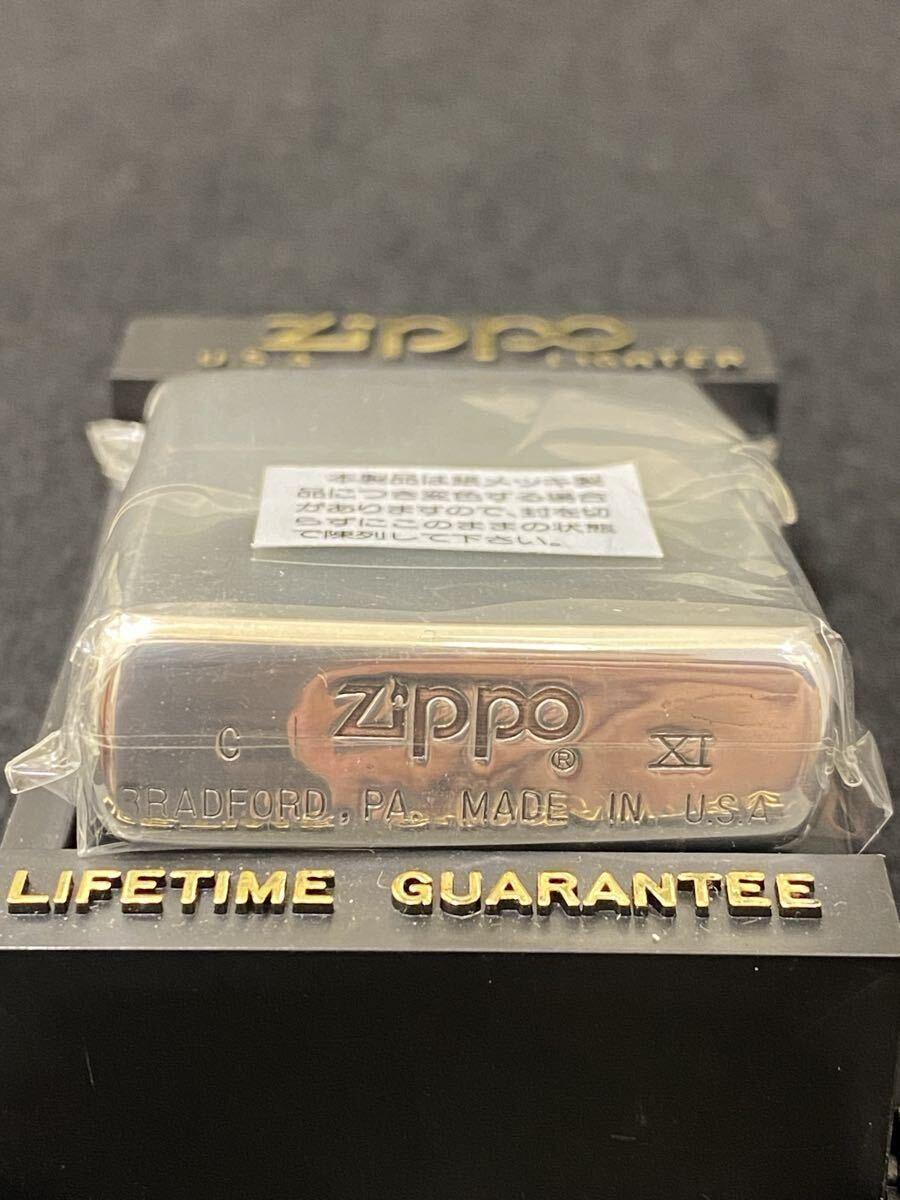 Zippo
U.S.A. LIGHTER
本製品は銀メッキ製
品につき変色する場合
がありますので、封を切
らずにこのままの状態
で陳列して下さい。
Zippo®
C XI
BRADFORD, PA. MADE IN U.S.A
LIFETIME GUARANTEE